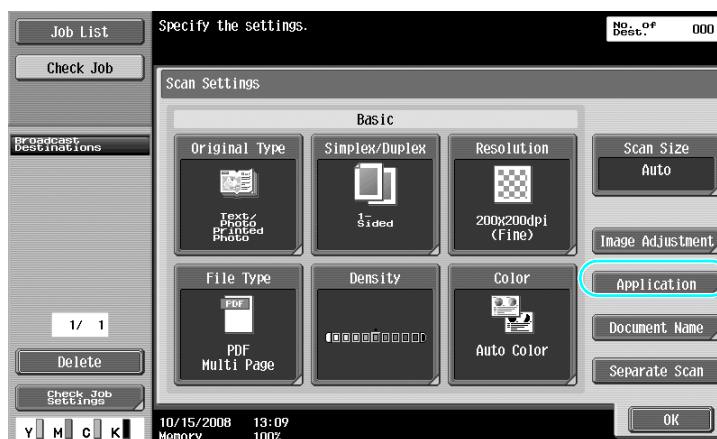 Job List
Check Job
Broadcast
Destinations
1/ 1
Delete
Check Job
Settings
Y M C K
Specify the settings.
No. of
Dest.
000
Scan Settings
Basic
Original Type
Text/
Photo
Printed
Photo
Simplex/Duplex
1-
Sided
Resolution
200X200dpi
(Fine)
File Type
PDF
PDF
Multi Page
Density
Color
Auto Color
Scan Size
Auto
Image Adjustment
Application
Document Name
Separate Scan
OK
10/15/2008 13:09
Memory 100%